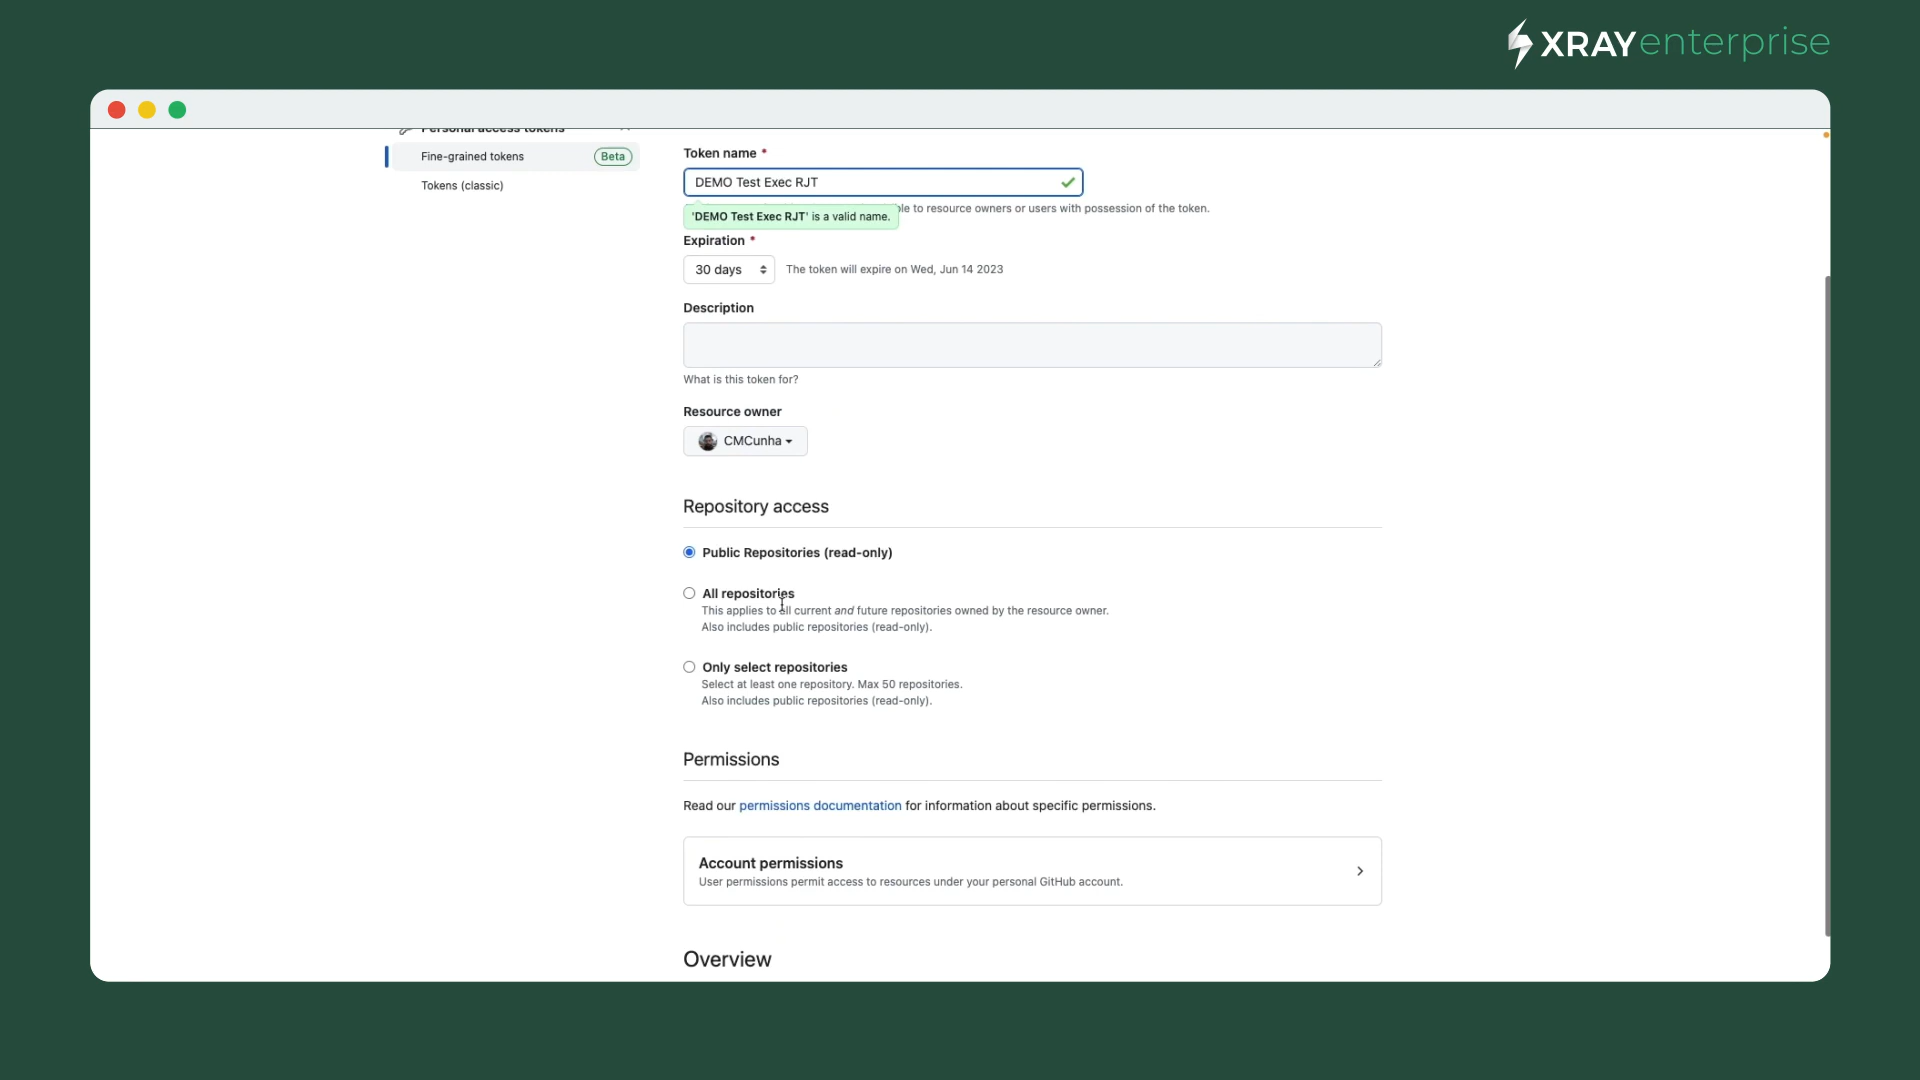 XRAYenterprise
Personal access tokens
Fine-grained tokens
Beta
Tokens (classic)
Token name *
DEMO Test Exec RJT
'DEMO Test Exec RJT' is a valid name.
to resource owners or users with possession of the token.
Expiration *
30 days
The token will expire on Wed, Jun 14 2023
Description
What is this token for?
Resource owner
CMCunha
Repository access
Public Repositories (read-only)
All repositories
This applies to all current and future repositories owned by the resource owner.
Also includes public repositories (read-only).
Only select repositories
Select at least one repository. Max 50 repositories.
Also includes public repositories (read-only).
Permissions
Read our permissions documentation for information about specific permissions.
Account permissions
User permissions permit access to resources under your personal GitHub account.
Overview